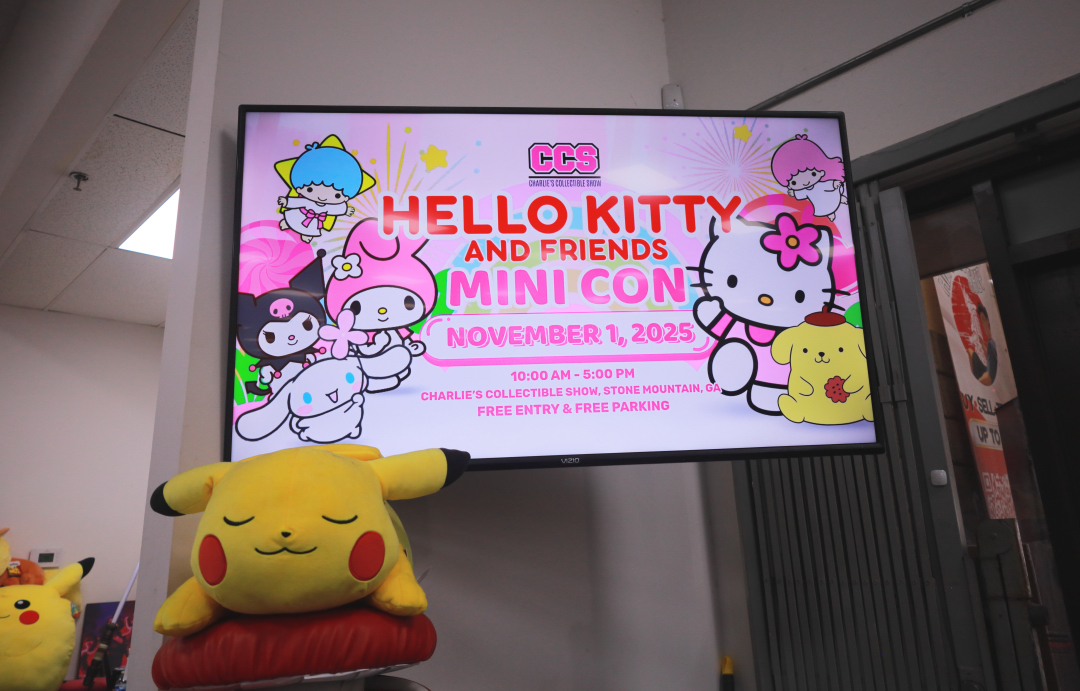 CCS
CHARLIE'S COLLECTIBLE SHOW
HELLO KITTY
AND FRIENDS
MINI CON
NOVEMBER 1, 2025
10:00 AM - 5:00 PM
CHARLIE'S COLLECTIBLE SHOW, STONE MOUNTAIN, GA
FREE ENTRY & FREE PARKING
VIZIO
SELL
UP TO